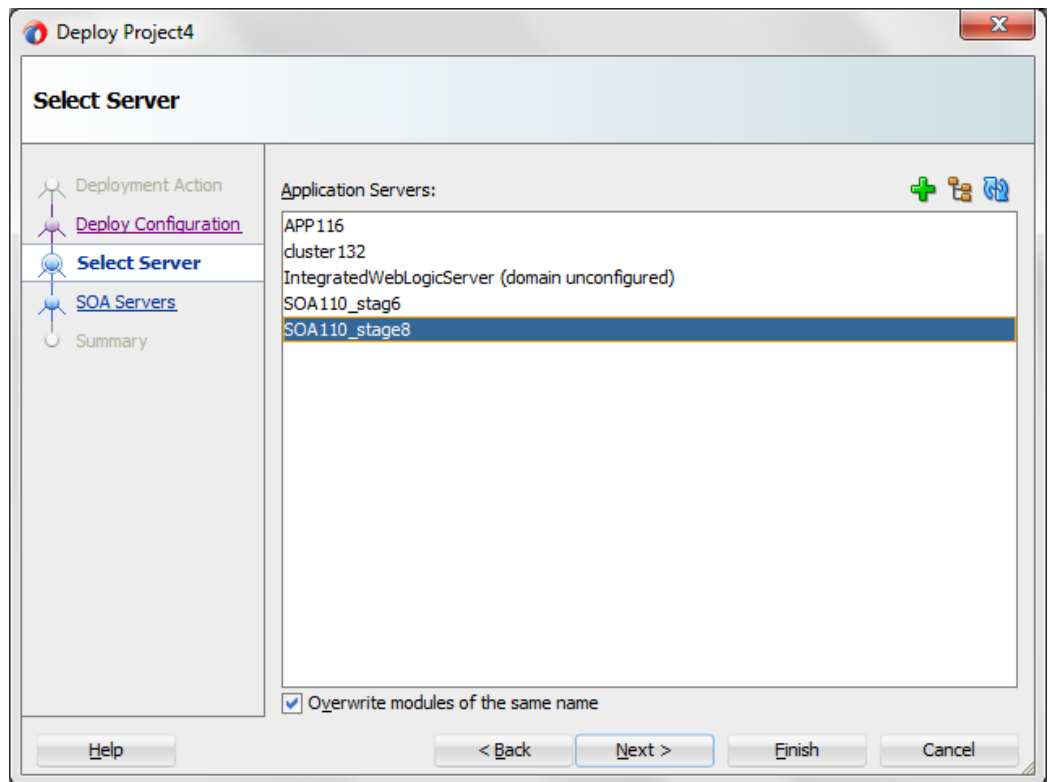 Deploy Project4
Select Server
Deployment Action
Deploy Configuration
Select Server
SOA Servers
Summary
Application Servers:
APP116
cluster132
IntegratedWebLogicServer (domain unconfigured)
SOA110_stag6
SOA110_stage8
Overwrite modules of the same name
Help
< Back
Next >
Finish
Cancel